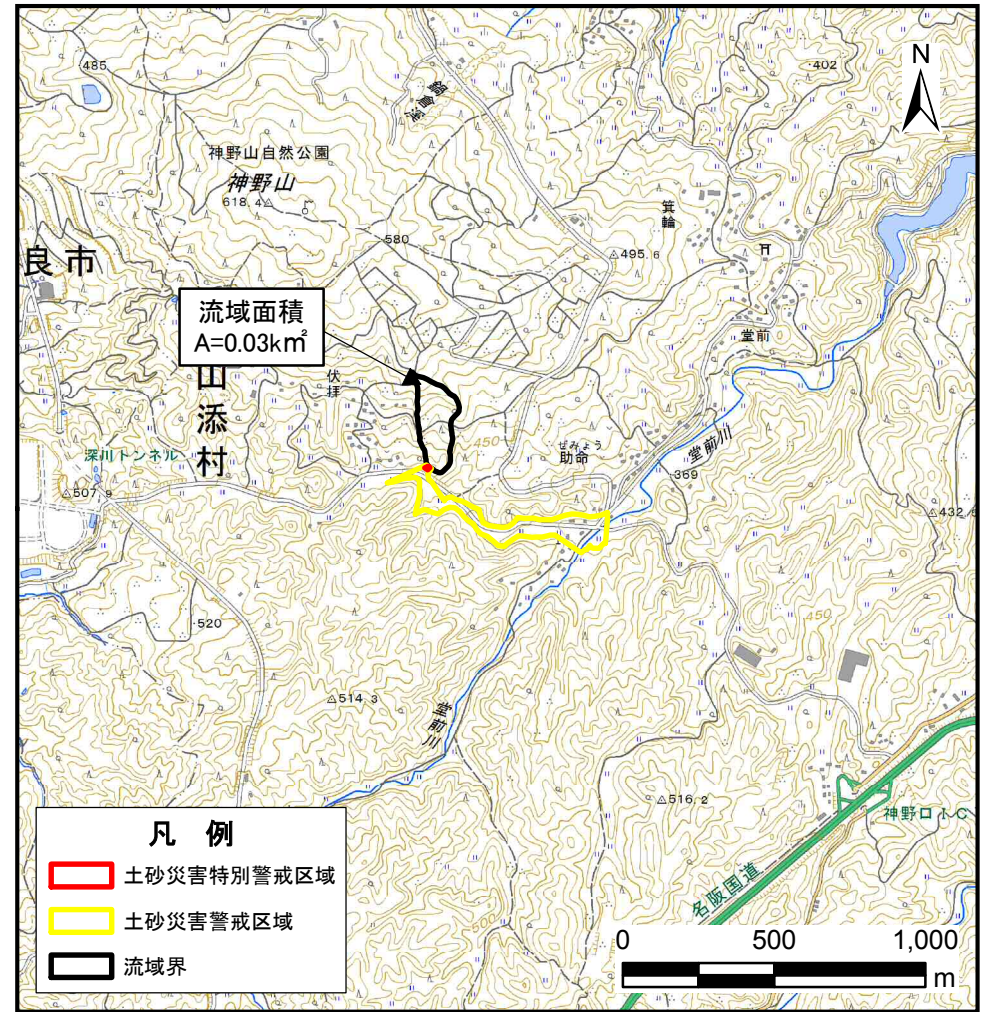 485
鍋倉渓
・402
N
神野山自然公園
神野山
618.4
580
箕輪
495.6
良市
流域面積
A=0.03km²
山添村
伏拝
堂前
450
ぜみょう
助命
堂前川
深川トンネル
369
507.9
432.5
・520
450
514.3
堂前川
516.2
神野口IC
名阪国道
500
凡 例
土砂災害特別警戒区域
土砂災害警戒区域
流域界
0 500 1,000
m